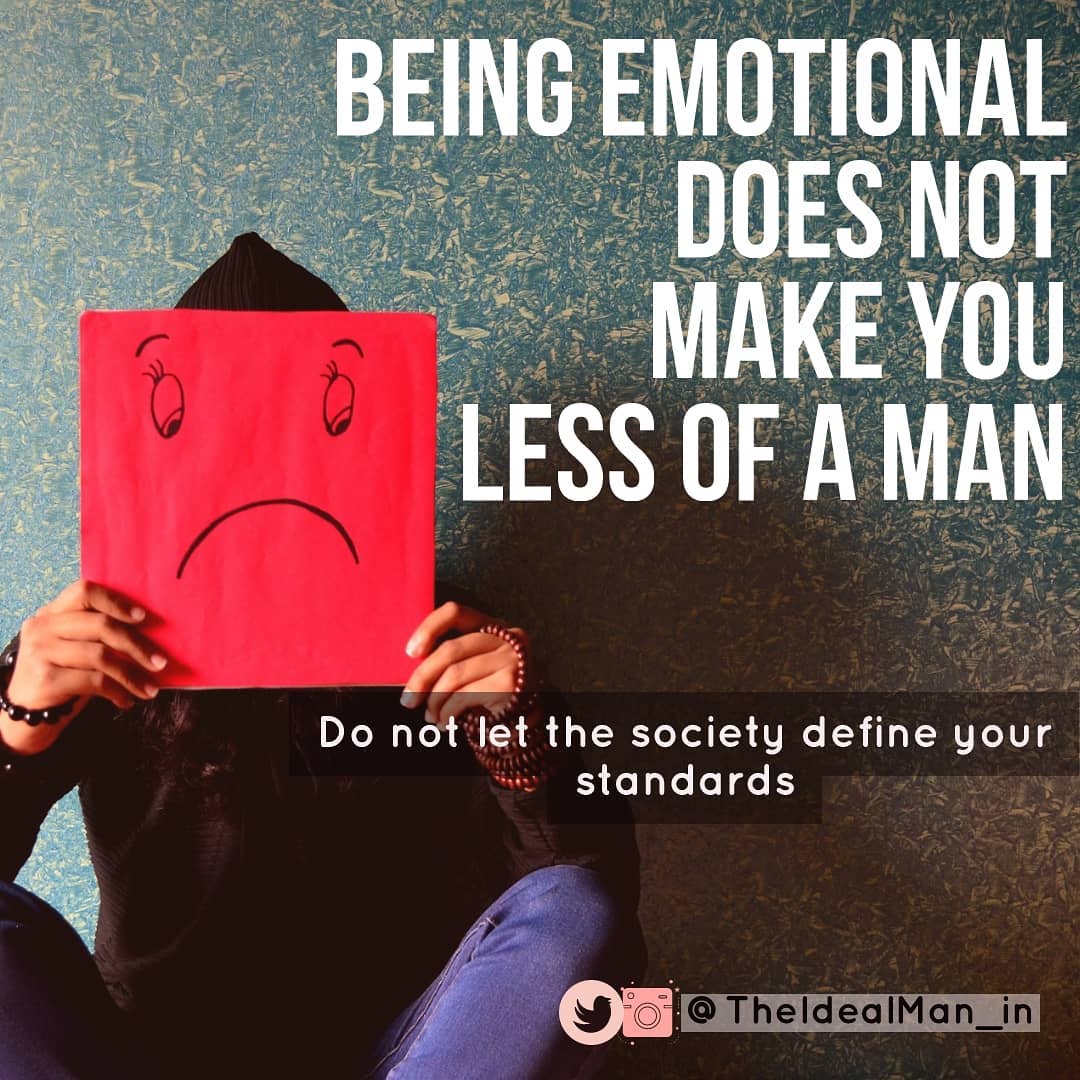 BEING EMOTIONAL
DOES NOT
MAKE YOU
LESS OF A MAN
Do not let the society define your
standards
@TheIdealMan_in